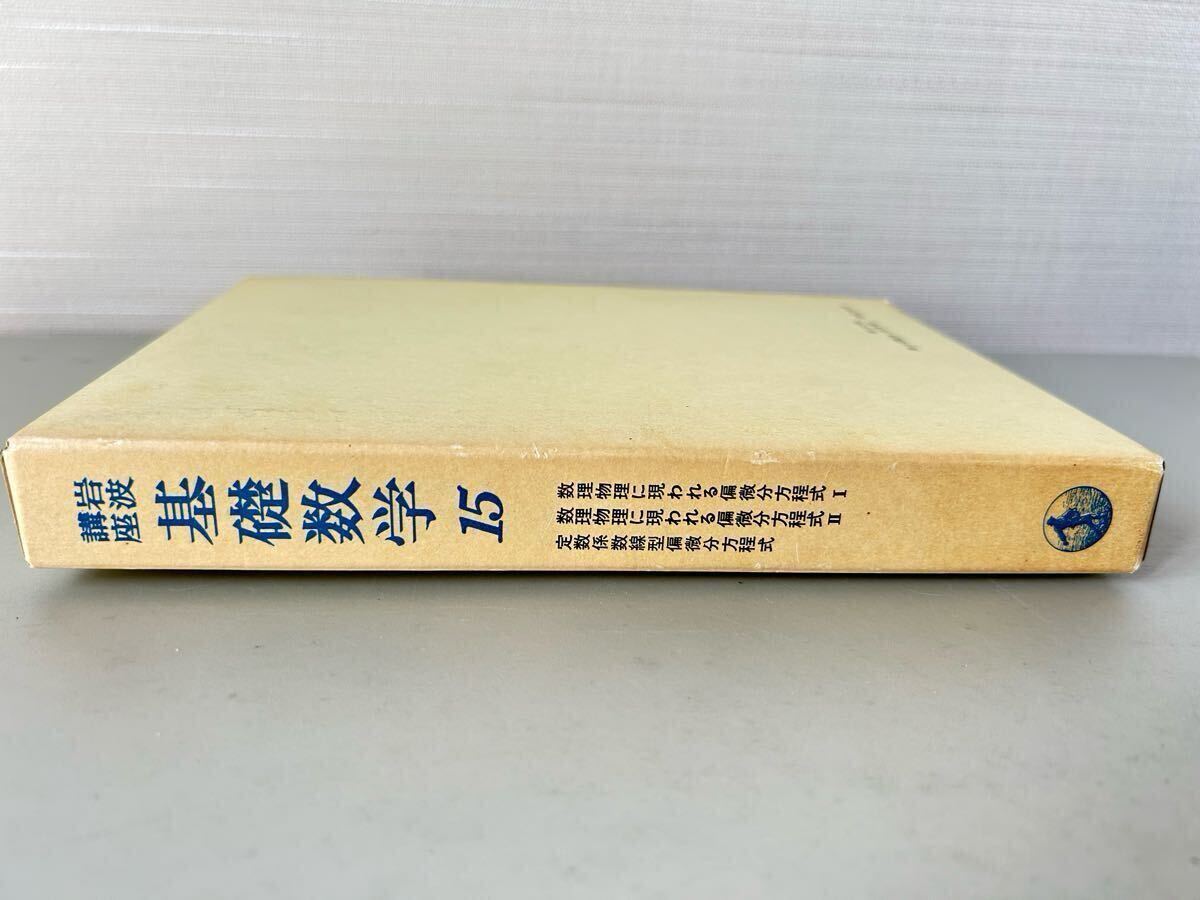 岩波
講座
基礎数学
15
数理物理に現われる偏微分方程式 I
数理物理に現われる偏微分方程式 II
定数係数線型偏微分方程式